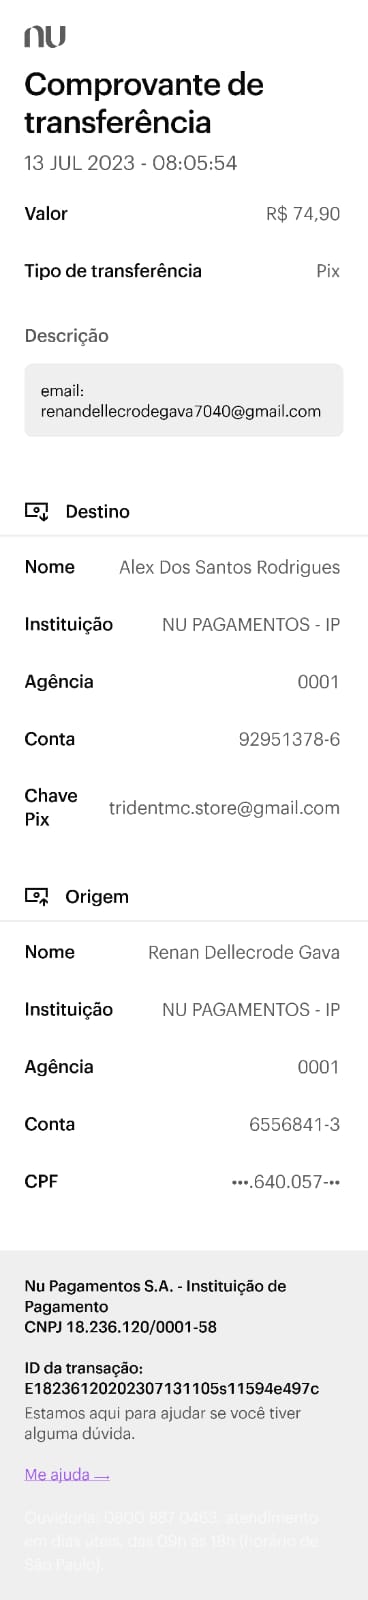 nu
Comprovante de
transferência
13 JUL 2023 - 08:05:54
Valor R$ 74,90
Tipo de transferência Pix
Descrição
email:
renandellecrodegava7040@gmail.com
Destino
Nome Alex Dos Santos Rodrigues
Instituição NU PAGAMENTOS - IP
Agência 0001
Conta 92951378-6
Chave
Pix tridentmc.store@gmail.com
Origem
Nome Renan Dellecrode Gava
Instituição NU PAGAMENTOS - IP
Agência 0001
Conta 6556841-3
CPF •••.640.057-••
Nu Pagamentos S.A. - Instituição de
Pagamento
CNPJ 18.236.120/0001-58
ID da transação:
E18236120202307131105s11594e497c
Estamos aqui para ajudar se você tiver
alguma dúvida.
Me ajuda →
Ouvidoria: 0800 887 0463, atendimento
em dias úteis, das 09h às 18h (horário de
São Paulo).